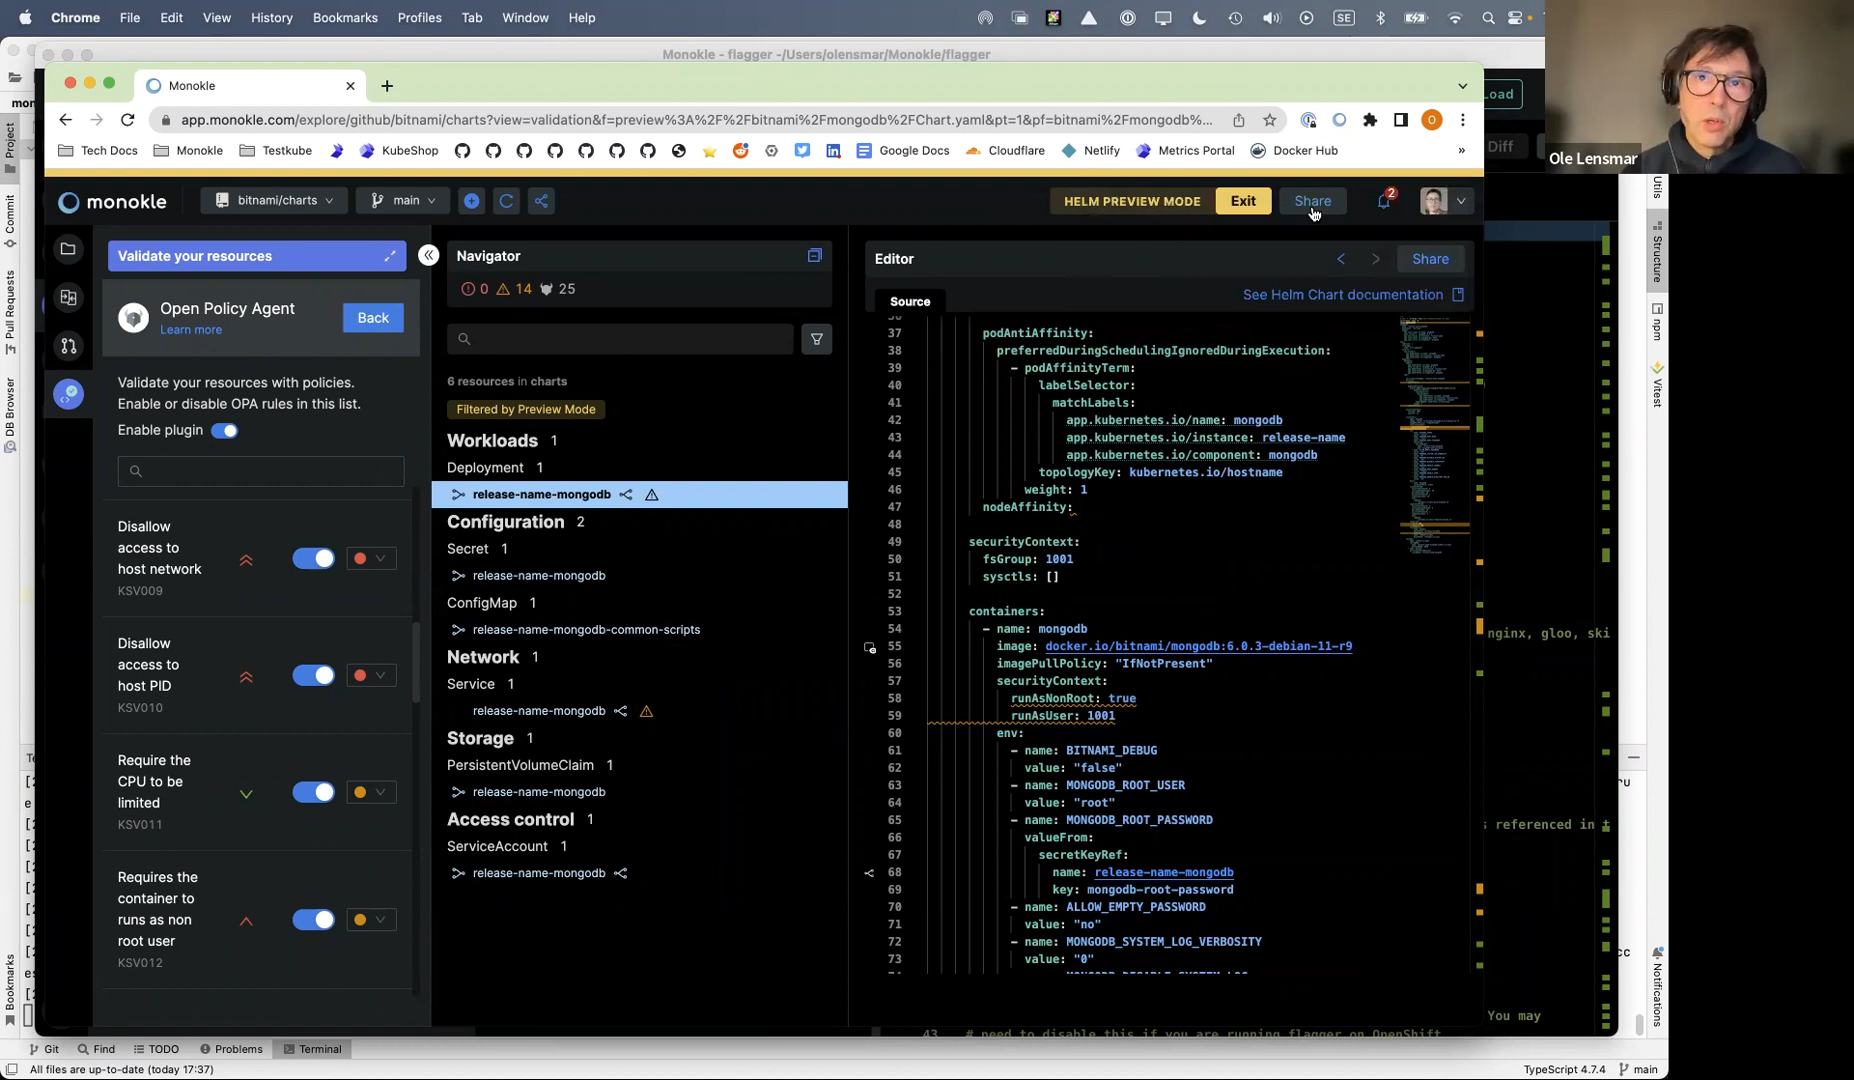 Chrome File Edit View History Bookmarks Profiles Tab Window Help
SE
Monokle - flagger -/Users/olensmar/Monokle/flagger
Monokle
Load
app.monokle.com/explore/github/bitnami/charts?view=validation&f=preview%3A%2F%2Fbitnami%2Fmongodb%2FChart.yaml&pt=1&pf=bitnami%2Fmongodb%...
O
Tech Docs Monokle Testkube KubeShop Google Docs Cloudflare Netlify Metrics Portal Docker Hub »
Diff
Ole Lensmar
monokle bitnami/charts main HELM PREVIEW MODE Exit Share 2
Project
Commit
Pull Requests
DB Browser
Bookmarks
Utils
Structure
npm
Vitest
Notifications
Validate your resources
Open Policy Agent
Learn more
Back
Validate your resources with policies.
Enable or disable OPA rules in this list.
Enable plugin
Disallow
access to
host network
KSV009
Disallow
access to
host PID
KSV010
Require the
CPU to be
limited
KSV011
Requires the
container to
runs as non
root user
KSV012
Navigator
0 14 25
6 resources in charts
Filtered by Preview Mode
Workloads 1
Deployment 1
release-name-mongodb
Configuration 2
Secret 1
release-name-mongodb
ConfigMap 1
release-name-mongodb-common-scripts
Network 1
Service 1
release-name-mongodb
Storage 1
PersistentVolumeClaim 1
release-name-mongodb
Access control 1
ServiceAccount 1
release-name-mongodb
Editor
Share
See Helm Chart documentation
Source
37 podAntiAffinity:
38 preferredDuringSchedulingIgnoredDuringExecution:
39 - podAffinityTerm:
40 labelSelector:
41 matchLabels:
42 app.kubernetes.io/name: mongodb
43 app.kubernetes.io/instance: release-name
44 app.kubernetes.io/component: mongodb
45 topologyKey: kubernetes.io/hostname
46 weight: 1
47 nodeAffinity:
48
49 securityContext:
50 fsGroup: 1001
51 sysctls: []
52
53 containers:
54 - name: mongodb
55 image: docker.io/bitnami/mongodb:6.0.3-debian-11-r9
56 imagePullPolicy: "IfNotPresent"
57 securityContext:
58 runAsNonRoot: true
59 runAsUser: 1001
60 env:
61 - name: BITNAMI_DEBUG
62 value: "false"
63 - name: MONGODB_ROOT_USER
64 value: "root"
65 - name: MONGODB_ROOT_PASSWORD
66 valueFrom:
67 secretKeyRef:
68 name: release-name-mongodb
69 key: mongodb-root-password
70 - name: ALLOW_EMPTY_PASSWORD
71 value: "no"
72 - name: MONGODB_SYSTEM_LOG_VERBOSITY
73 value: "0"
nginx, gloo, ski
s referenced in t
You may
43 # need to disable this if you are running flagger on OpenShift
Git Find TODO Problems Terminal
All files are up-to-date (today 17:37)
TypeScript 4.7.4 main